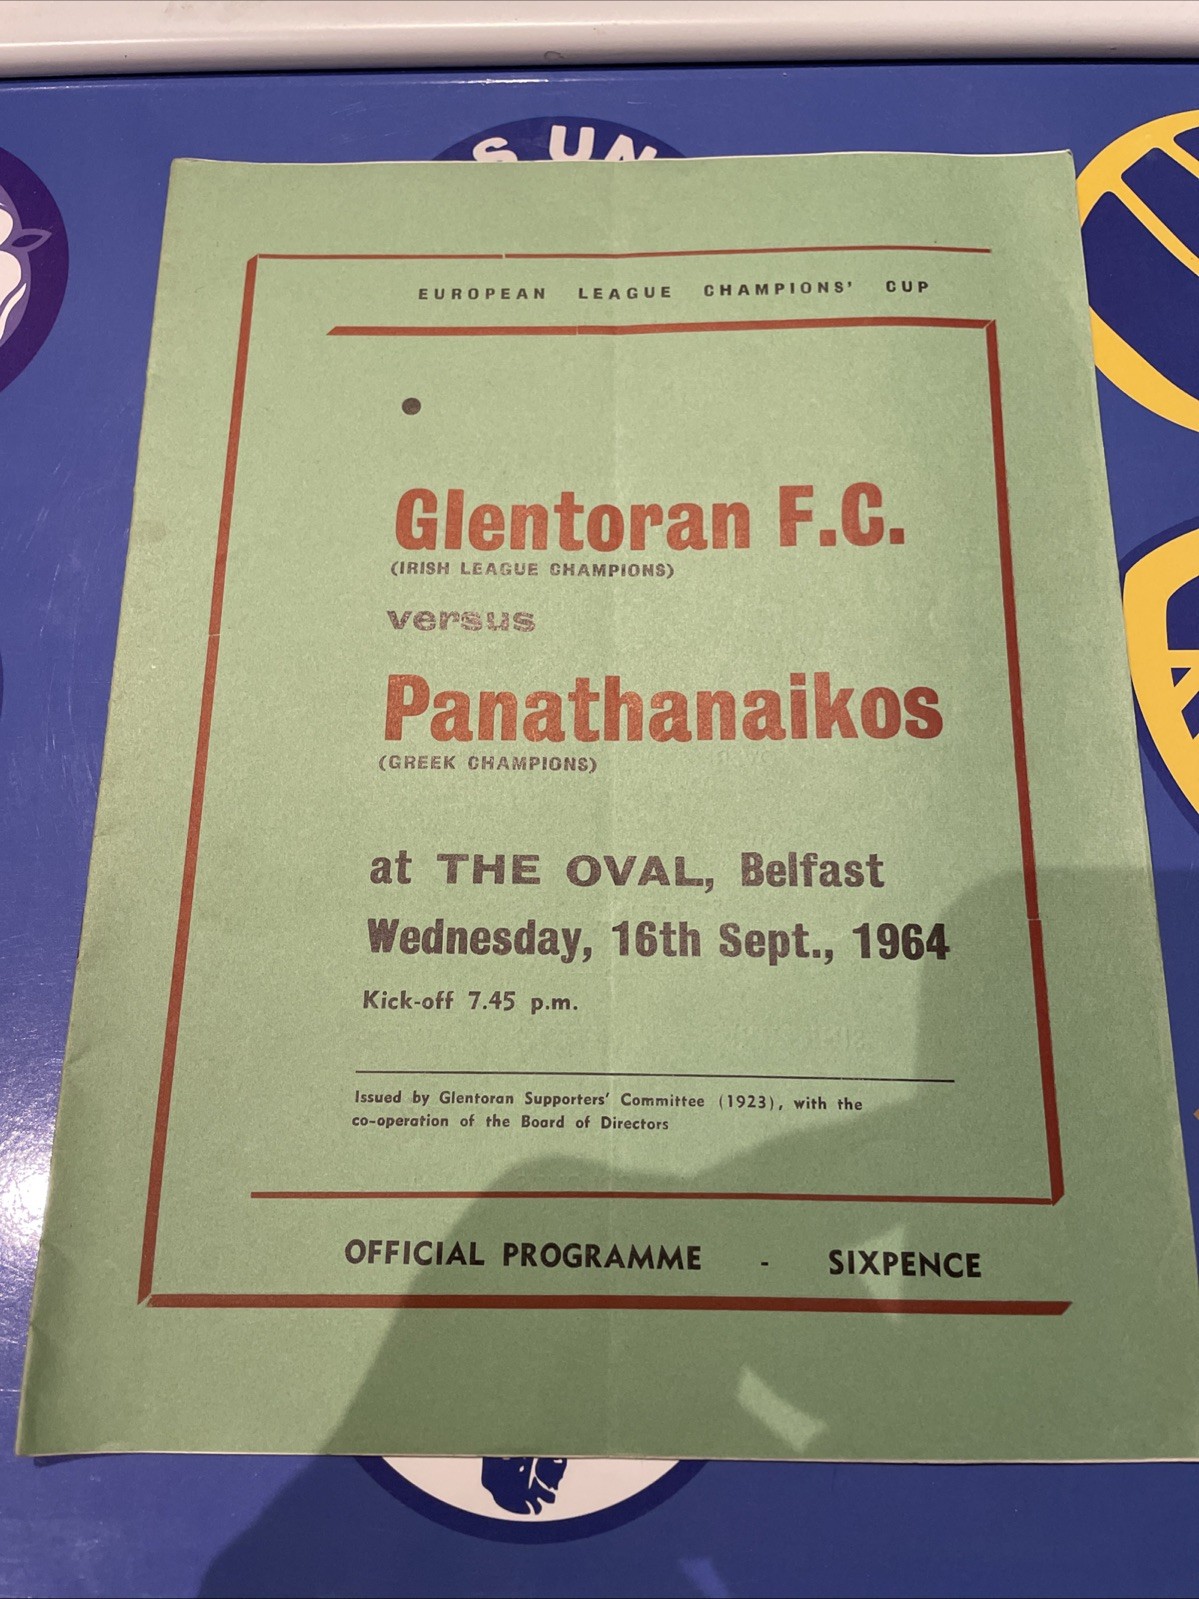 S UN
EUROPEAN LEAGUE CHAMPIONS' CUP
Glentoran F.C.
(IRISH LEAGUE CHAMPIONS)
versus
Panathanaikos
(GREEK CHAMPIONS)
at THE OVAL, Belfast
Wednesday, 16th Sept., 1964
Kick-off 7.45 p.m.
Issued by Glentoran Supporters' Committee (1923), with the
co-operation of the Board of Directors
OFFICIAL PROGRAMME - SIXPENCE